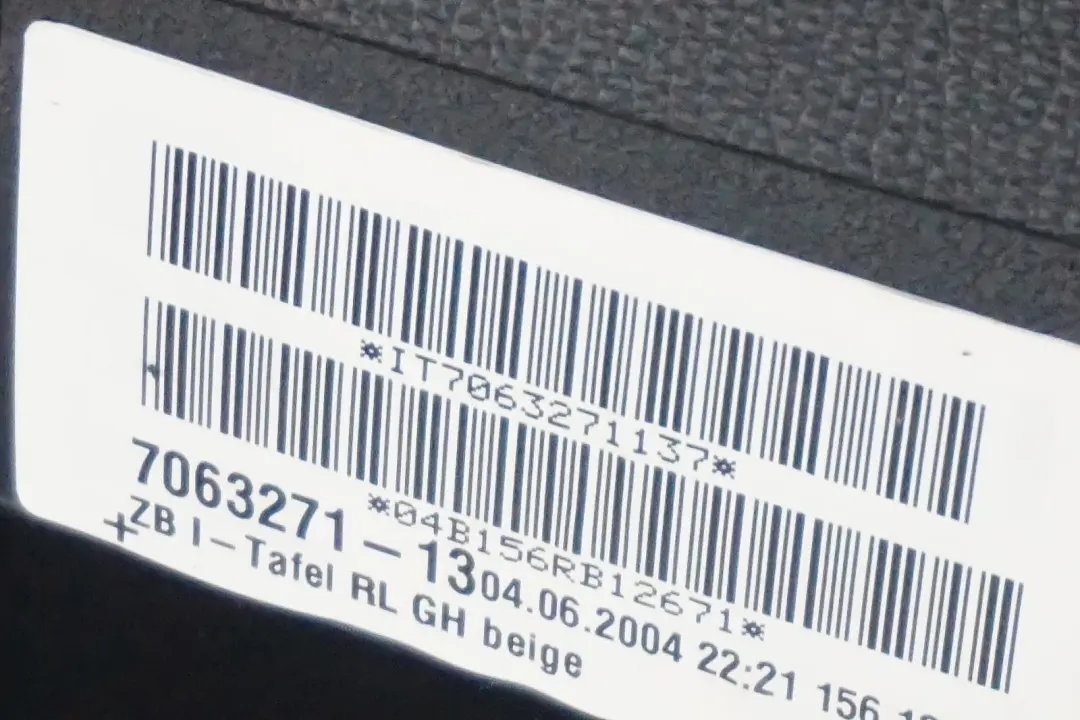 *IT7063271137*
*04B156RB12671*
7063271-13 04.06.2004 22:21 156
+ZB I-Tafel RL GH beige